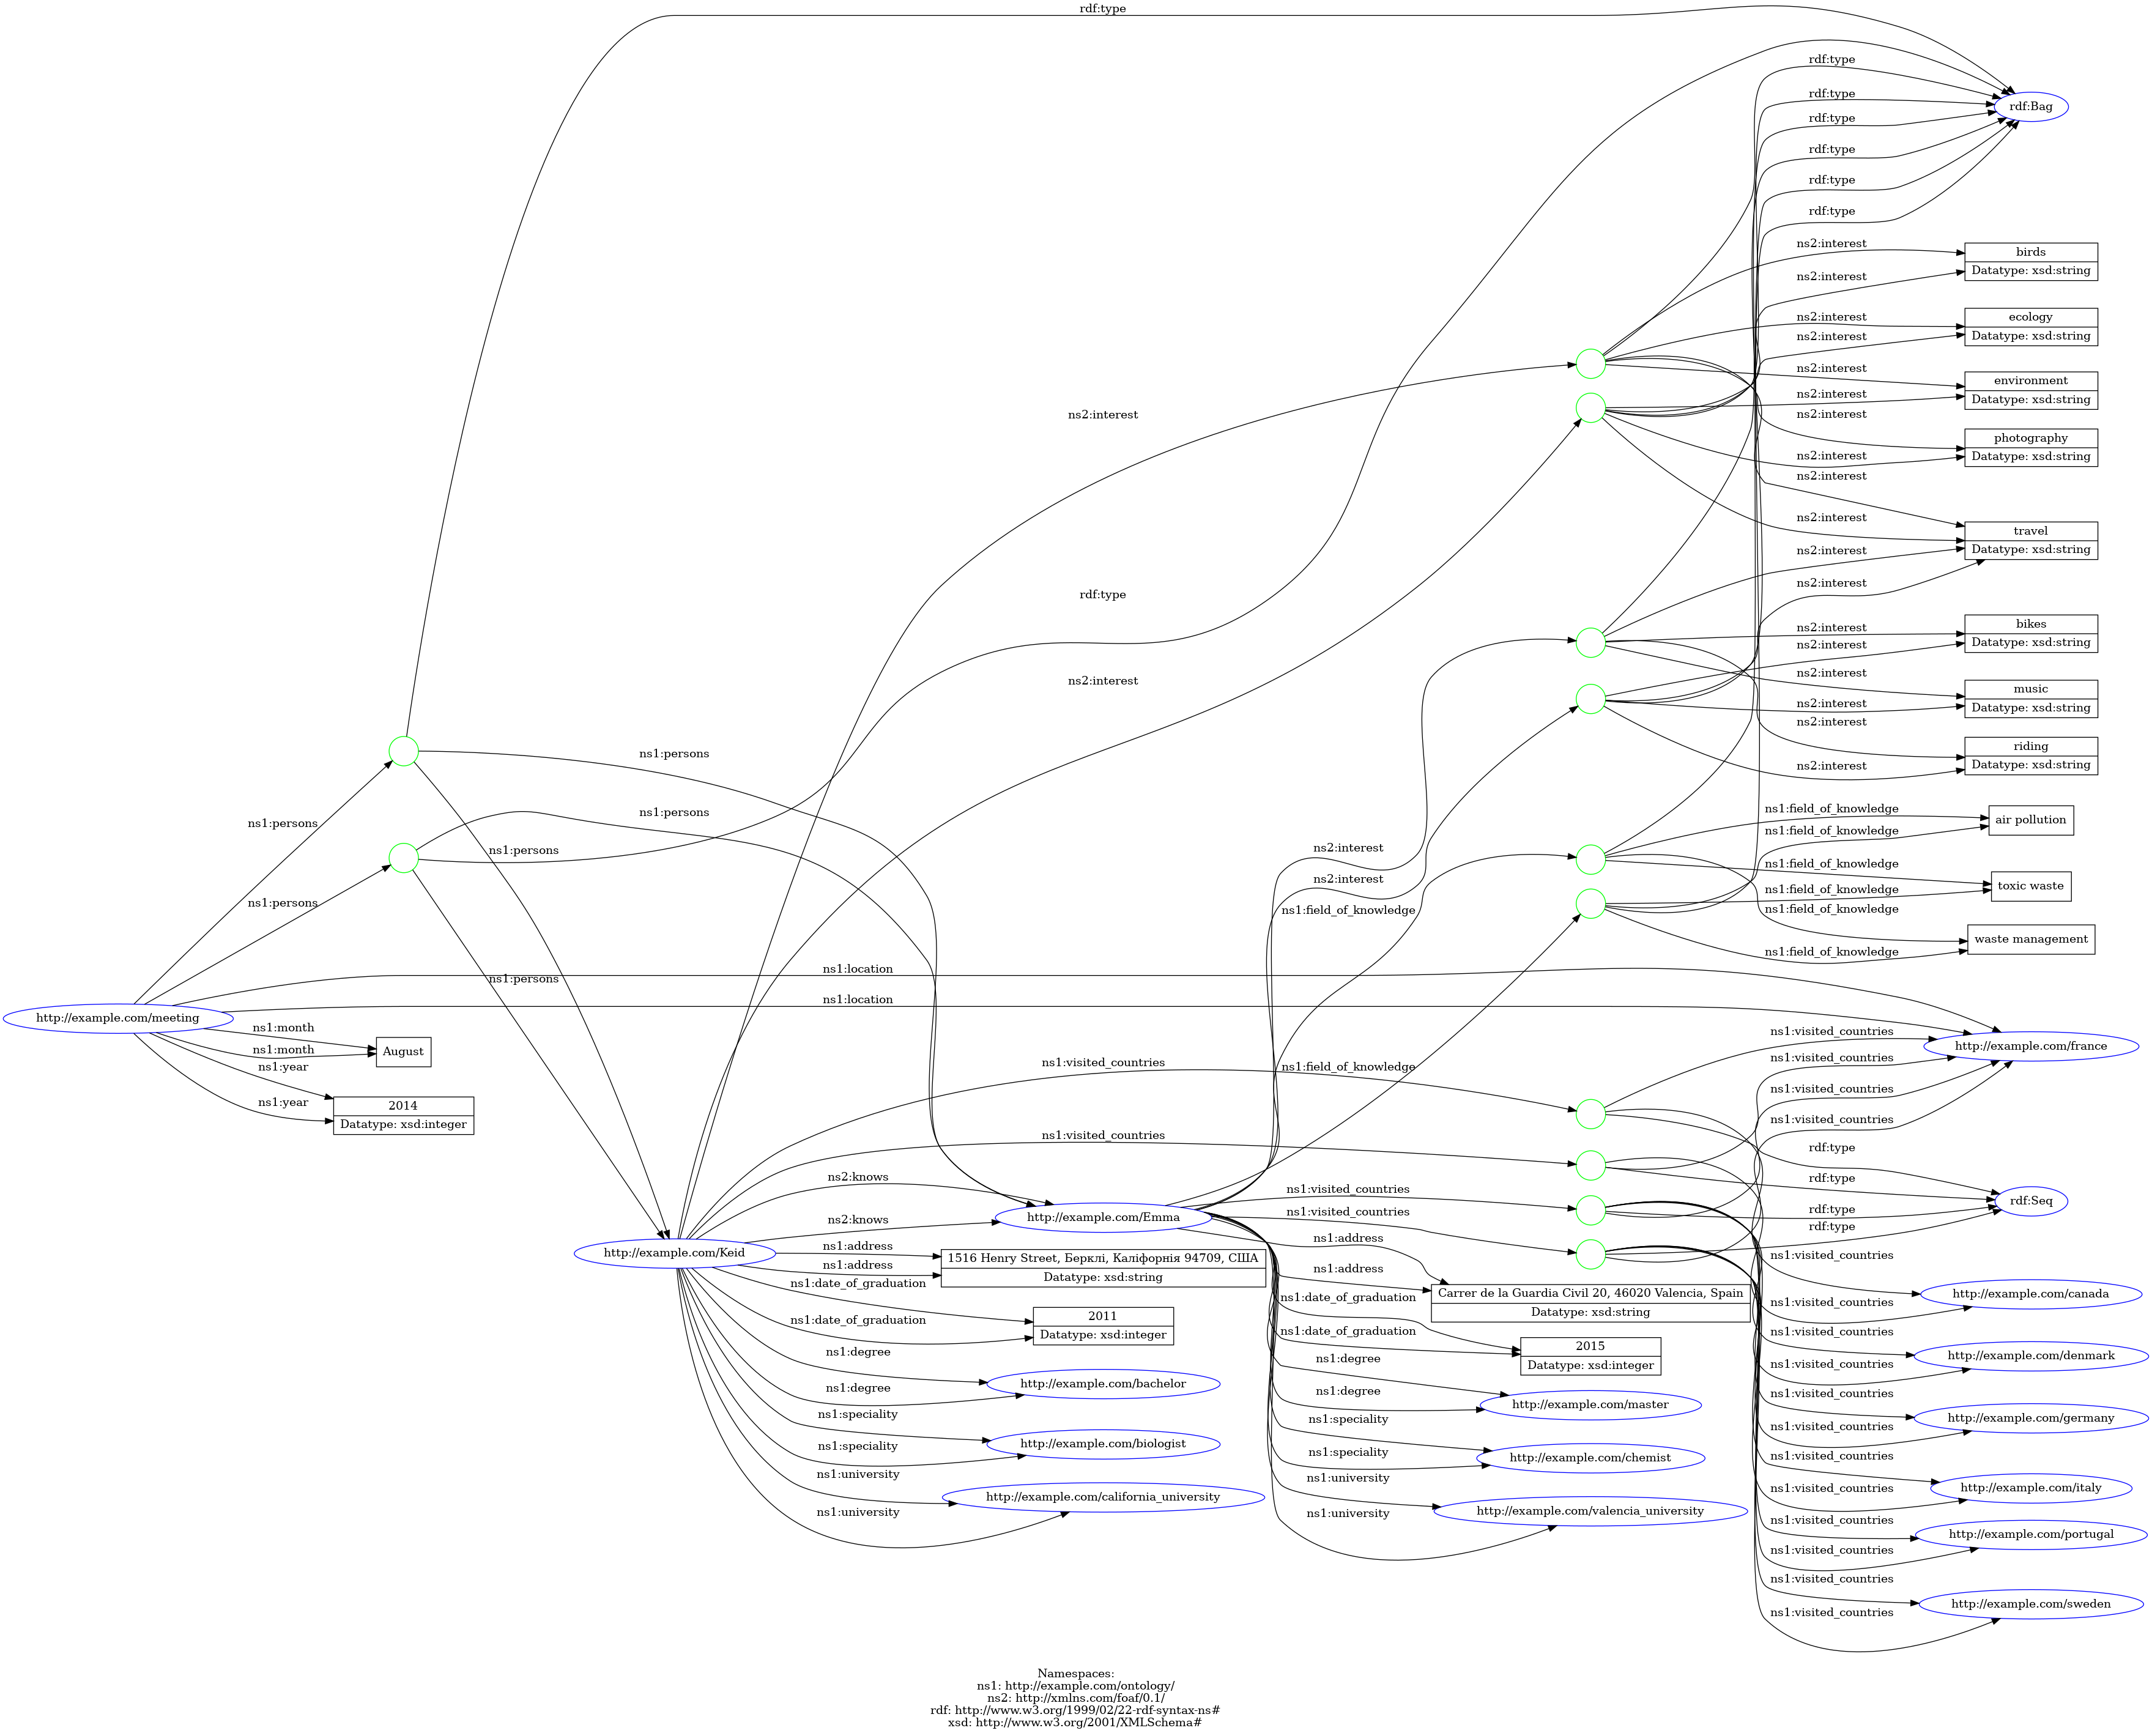 rdf:type
rdf:type
rdf:type
rdf:type
rdf:type
rdf:type
rdf:type
rdf:Bag
ns2:interest
birds
Datatype: xsd:string
ns2:interest
ns2:interest
ecology
Datatype: xsd:string
ns2:interest
ns2:interest
environment
Datatype: xsd:string
ns2:interest
ns2:interest
ns2:interest
photography
Datatype: xsd:string
ns2:interest
ns2:interest
ns2:interest
travel
Datatype: xsd:string
ns2:interest
ns2:interest
rdf:type
ns2:interest
bikes
Datatype: xsd:string
ns2:interest
ns2:interest
ns2:interest
music
Datatype: xsd:string
ns2:interest
ns2:interest
riding
Datatype: xsd:string
ns2:interest
ns1:persons
ns1:persons
ns1:persons
ns1:persons
ns1:field_of_knowledge
air pollution
ns1:field_of_knowledge
ns2:interest
ns1:field_of_knowledge
ns2:interest
toxic waste
ns1:field_of_knowledge
ns1:persons
ns1:field_of_knowledge
ns1:field_of_knowledge
waste management
ns1:field_of_knowledge
ns1:location
ns1:persons
ns1:location
http://example.com/meeting
ns1:month
ns1:month
August
ns1:year
2014
Datatype: xsd:integer
ns1:year
ns1:visited_countries
http://example.com/france
ns1:visited_countries
ns1:visited_countries
ns1:field_of_knowledge
ns1:visited_countries
ns1:visited_countries
ns1:visited_countries
rdf:type
rdf:type
ns2:knows
ns1:visited_countries
rdf:Seq
rdf:type
ns1:visited_countries
rdf:type
http://example.com/Emma
ns2:knows
http://example.com/Keid
ns1:address
1516 Henry Street, Берклі, Каліфорнія 94709, США
Datatype: xsd:string
ns1:address
ns1:address
ns1:address
ns1:visited_countries
ns1:date_of_graduation
ns1:date_of_graduation
Carrer de la Guardia Civil 20, 46020 Valencia, Spain
Datatype: xsd:string
http://example.com/canada
ns1:visited_countries
ns1:date_of_graduation
2011
Datatype: xsd:integer
ns1:date_of_graduation
2015
Datatype: xsd:integer
ns1:visited_countries
http://example.com/denmark
ns1:visited_countries
ns1:degree
ns1:degree
http://example.com/bachelor
ns1:degree
ns1:degree
http://example.com/master
ns1:visited_countries
http://example.com/germany
ns1:visited_countries
ns1:speciality
ns1:speciality
http://example.com/biologist
ns1:speciality
ns1:speciality
http://example.com/chemist
ns1:visited_countries
http://example.com/italy
ns1:visited_countries
ns1:university
ns1:university
http://example.com/california_university
ns1:university
ns1:university
http://example.com/valencia_university
ns1:visited_countries
http://example.com/portugal
ns1:visited_countries
ns1:visited_countries
http://example.com/sweden
ns1:visited_countries
Namespaces:
ns1: http://example.com/ontology/
ns2: http://xmlns.com/foaf/0.1/
rdf: http://www.w3.org/1999/02/22-rdf-syntax-ns#
xsd: http://www.w3.org/2001/XMLSchema#